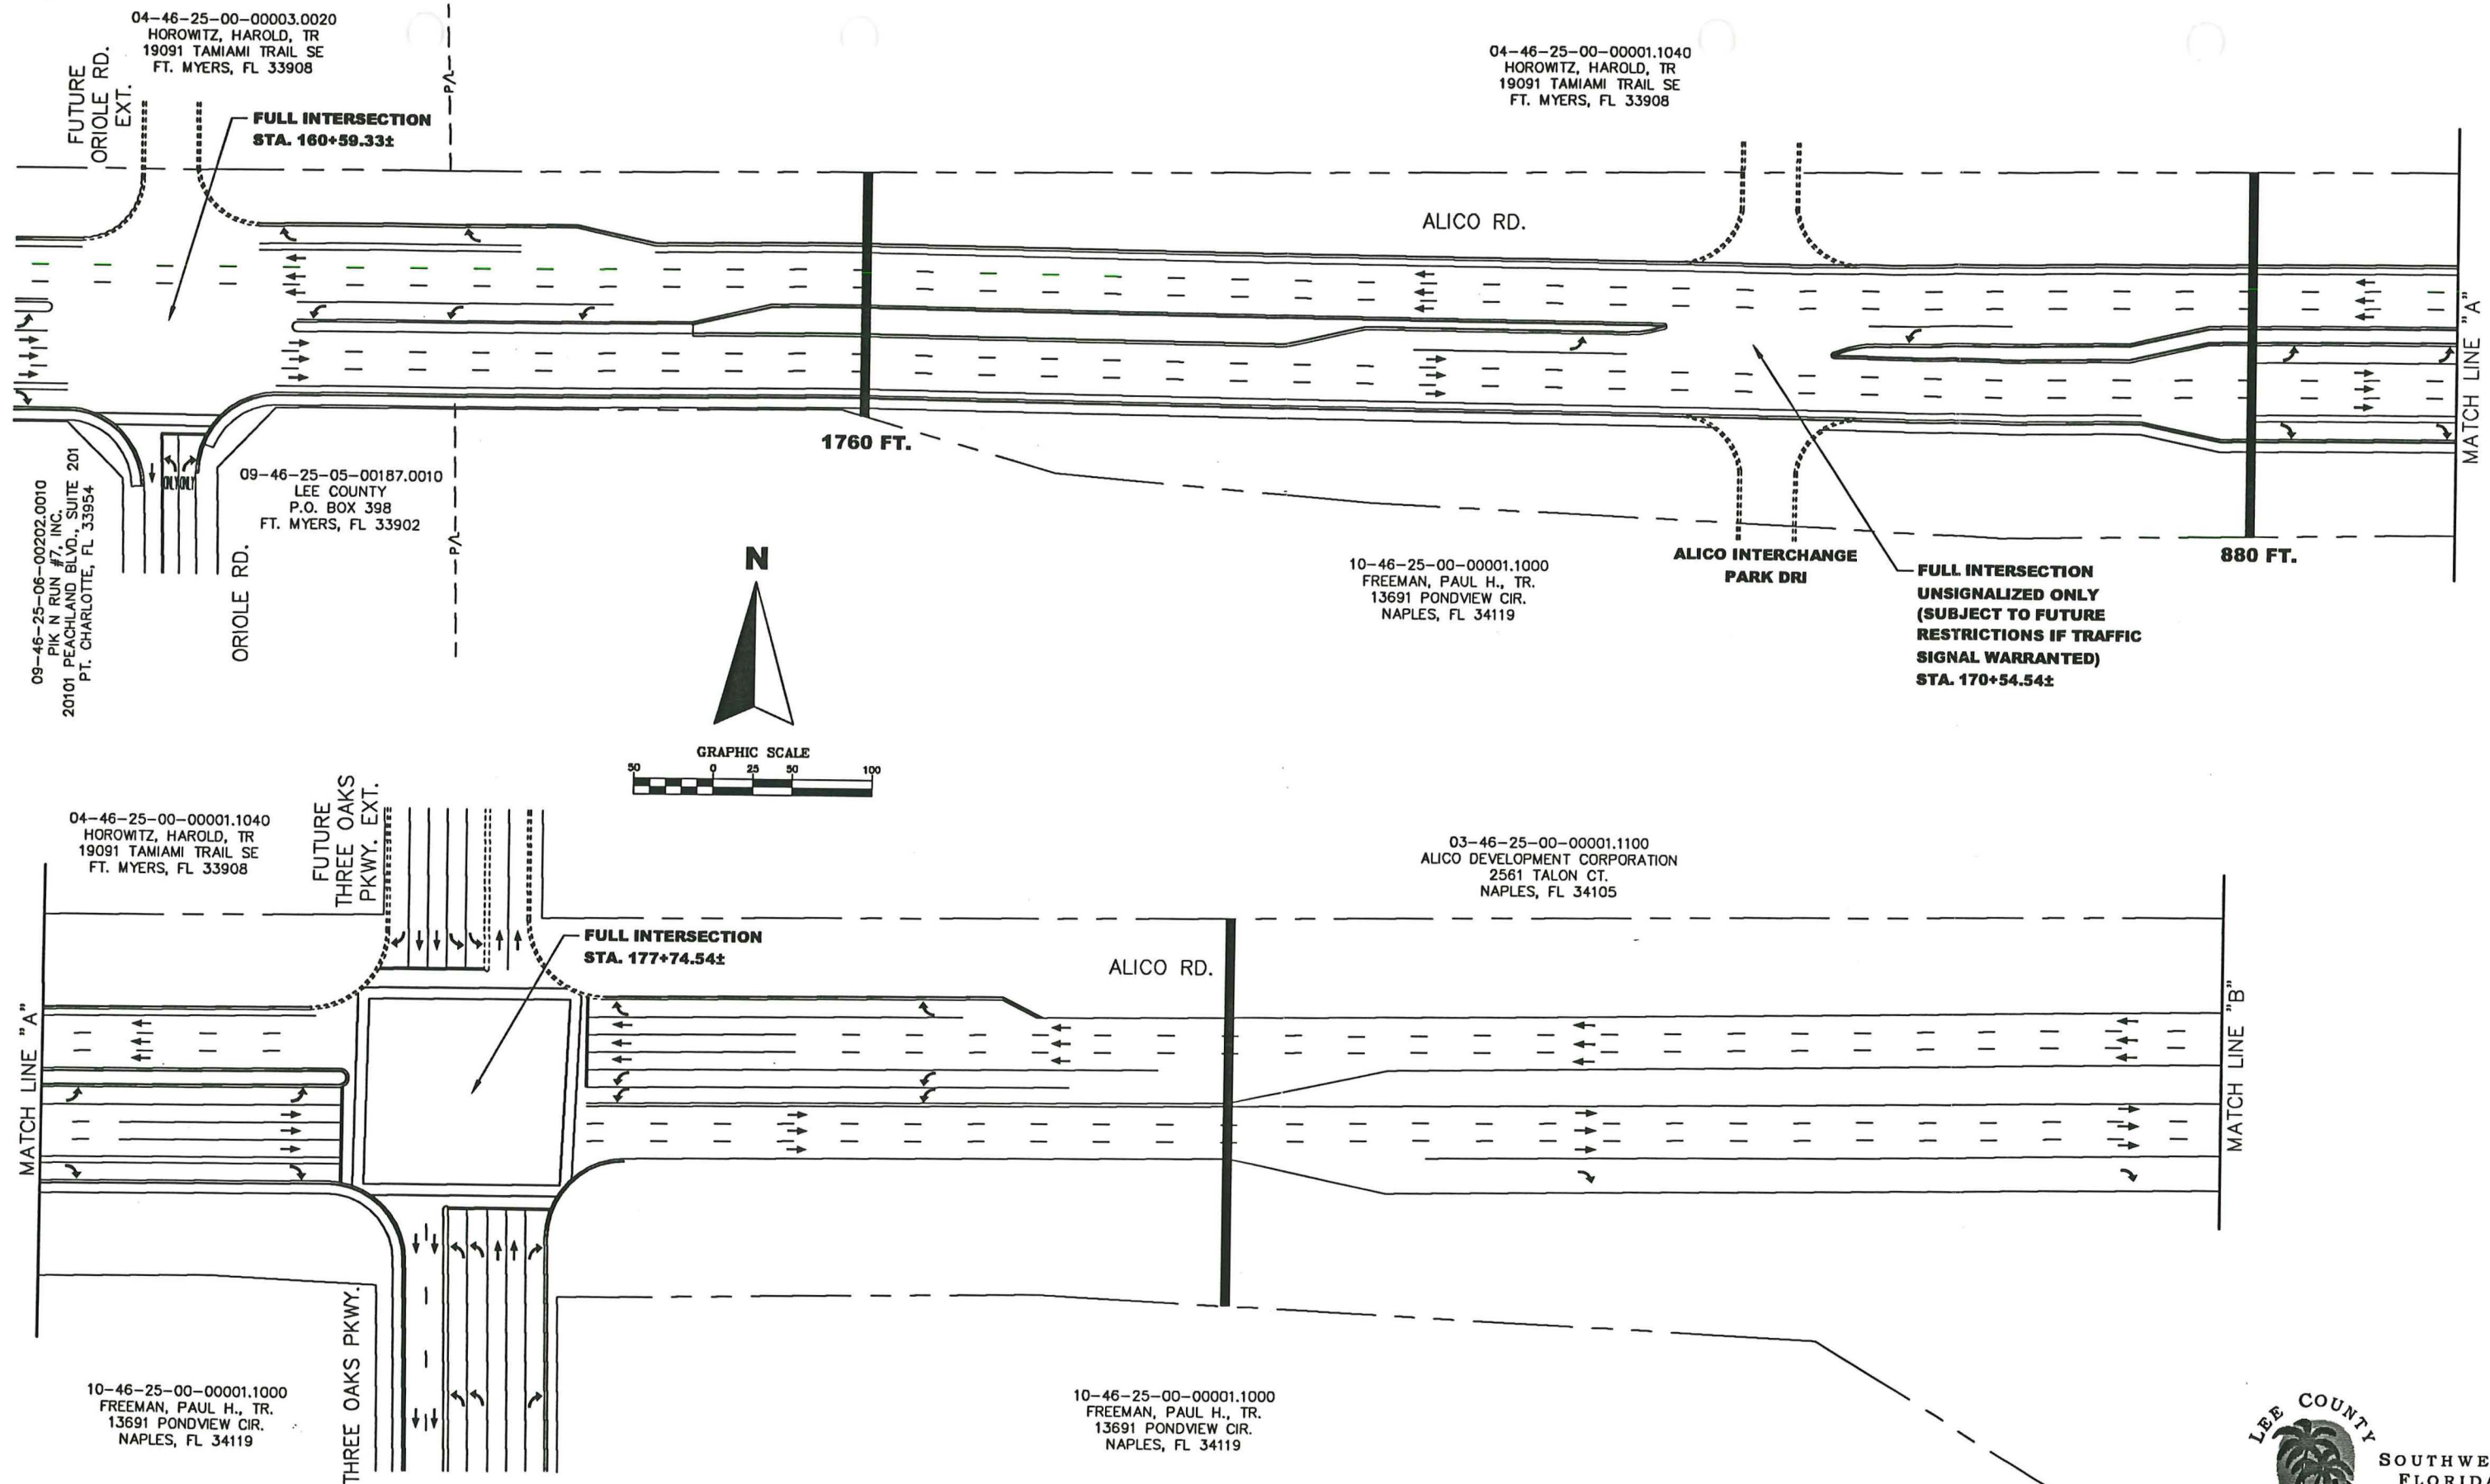 04-46-25-00-00003.0020
HOROWITZ, HAROLD, TR
19091 TAMIAMI TRAIL SE
FT. MYERS, FL 33908
FUTURE
ORIOLE RD.
EXT.
FULL INTERSECTION
STA. 160+59.33±
P/L
04-46-25-00-00001.1040
HOROWITZ, HAROLD, TR
19091 TAMIAMI TRAIL SE
FT. MYERS, FL 33908
ALICO RD.
MATCH LINE "A"
1760 FT.
ONLY ONLY
09-46-25-06-00202.0010
PIK N RUN #7, INC.
20101 PEACHLAND BLVD., SUITE 201
PT. CHARLOTTE, FL 33954
09-46-25-05-00187.0010
LEE COUNTY
P.O. BOX 398
FT. MYERS, FL 33902
ORIOLE RD.
P/L
N
10-46-25-00-00001.1000
FREEMAN, PAUL H., TR.
13691 PONDVIEW CIR.
NAPLES, FL 34119
ALICO INTERCHANGE
PARK DRI
FULL INTERSECTION
UNSIGNALIZED ONLY
(SUBJECT TO FUTURE
RESTRICTIONS IF TRAFFIC
SIGNAL WARRANTED)
STA. 170+54.54±
880 FT.
GRAPHIC SCALE
50 0 25 50 100
04-46-25-00-00001.1040
HOROWITZ, HAROLD, TR
19091 TAMIAMI TRAIL SE
FT. MYERS, FL 33908
FUTURE
THREE OAKS
PKWY. EXT.
FULL INTERSECTION
STA. 177+74.54±
03-46-25-00-00001.1100
ALICO DEVELOPMENT CORPORATION
2561 TALON CT.
NAPLES, FL 34105
ALICO RD.
MATCH LINE "A"
MATCH LINE "B"
THREE OAKS PKWY.
10-46-25-00-00001.1000
FREEMAN, PAUL H., TR.
13691 PONDVIEW CIR.
NAPLES, FL 34119
10-46-25-00-00001.1000
FREEMAN, PAUL H., TR.
13691 PONDVIEW CIR.
NAPLES, FL 34119
LEE COUNTY
SOUTHWE
FLORIDA